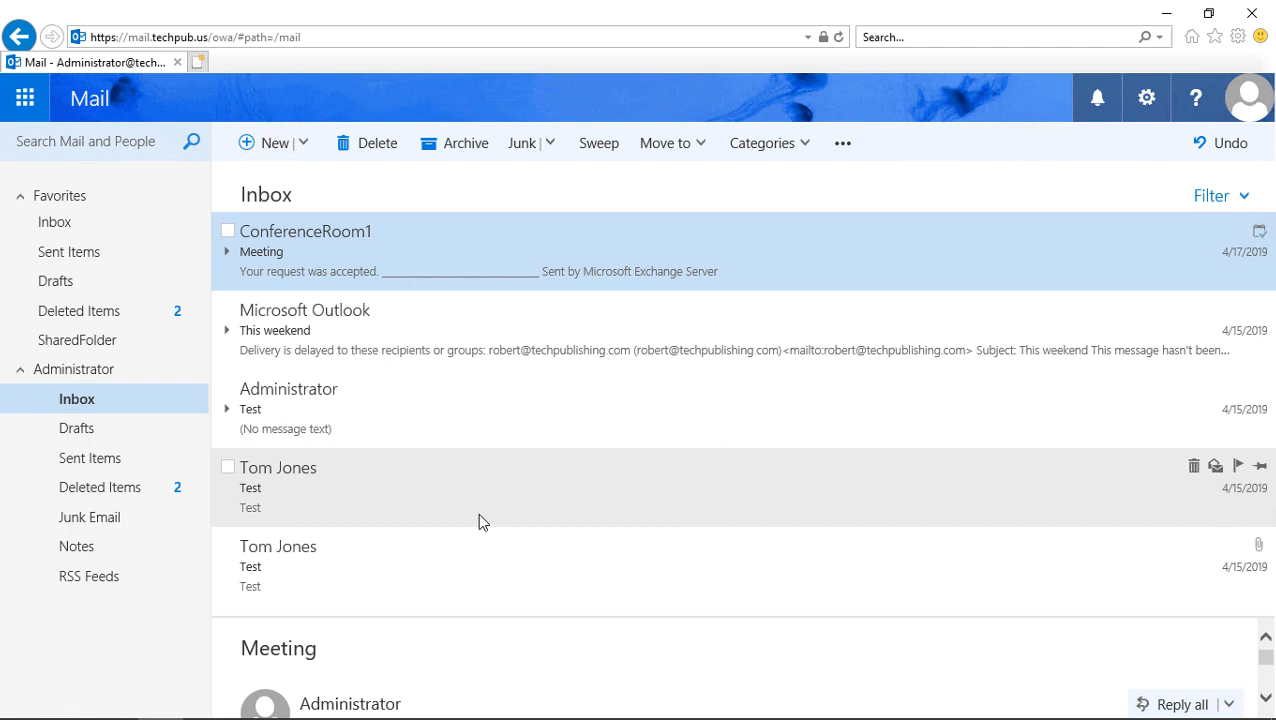 https://mail.techpub.us/owa/#path=/mail
Search...
Mail - Administrator@tech...
Mail
?
Search Mail and People
New
Delete
Archive
Junk
Sweep
Move to
Categories
...
Undo
Favorites
Inbox
Sent Items
Drafts
Deleted Items 2
SharedFolder
Administrator
Inbox
Drafts
Sent Items
Deleted Items 2
Junk Email
Notes
RSS Feeds
Inbox
Filter
ConferenceRoom1
Meeting 4/17/2019
Your request was accepted. ______________________________ Sent by Microsoft Exchange Server
Microsoft Outlook
This weekend 4/15/2019
Delivery is delayed to these recipients or groups: robert@techpublishing.com (robert@techpublishing.com)<mailto:robert@techpublishing.com> Subject: This weekend This message hasn't been...
Administrator
Test 4/15/2019
(No message text)
Tom Jones
Test 4/15/2019
Test
Tom Jones
Test 4/15/2019
Test
Meeting
Administrator
Reply all